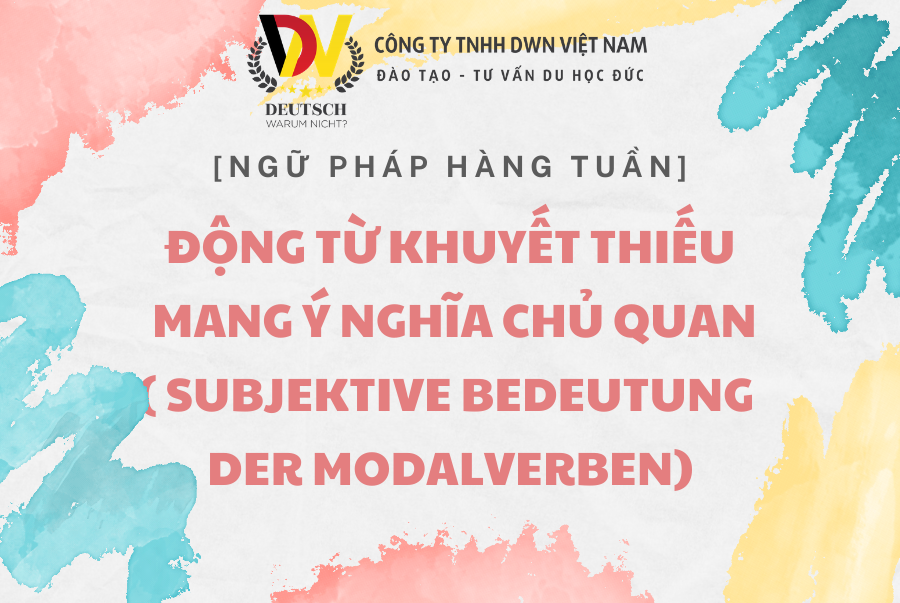 CÔNG TY TNHH DWN VIỆT NAM
ĐÀO TẠO - TƯ VẤN DU HỌC ĐỨC
DEUTSCH
WARUM NICHT?
[NGỮ PHÁP HÀNG TUẦN]
ĐỘNG TỪ KHUYẾT THIẾU
MANG Ý NGHĨA CHỦ QUAN
( SUBJEKTIVE BEDEUTUNG
DER MODALVERBEN)